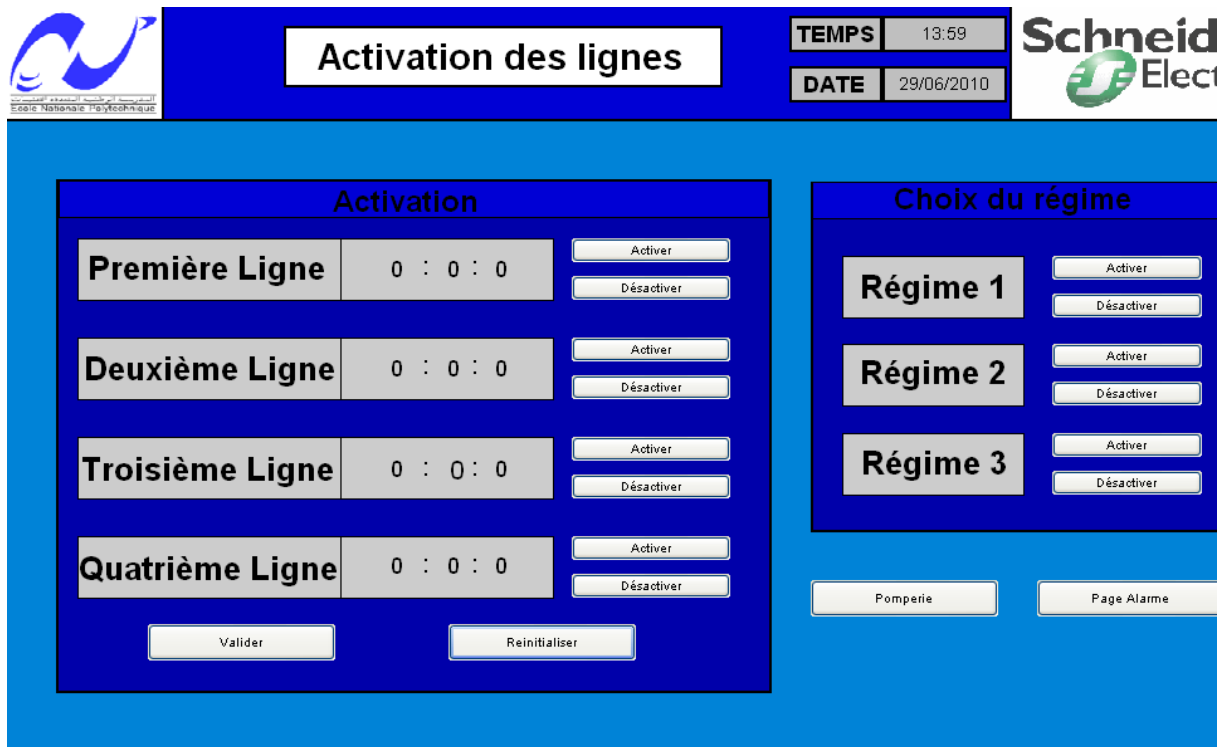 Ecole Nationale Polytechnique
Activation des lignes
TEMPS 13:59
DATE 29/06/2010
Schneid
Elect
Activation
Première Ligne 0 : 0 : 0
Activer
Désactiver
Deuxième Ligne 0 : 0 : 0
Activer
Désactiver
Troisième Ligne 0 : 0 : 0
Activer
Désactiver
Quatrième Ligne 0 : 0 : 0
Activer
Désactiver
Valider
Reinitialiser
Choix du régime
Régime 1
Activer
Désactiver
Régime 2
Activer
Désactiver
Régime 3
Activer
Désactiver
Pomperie
Page Alarme